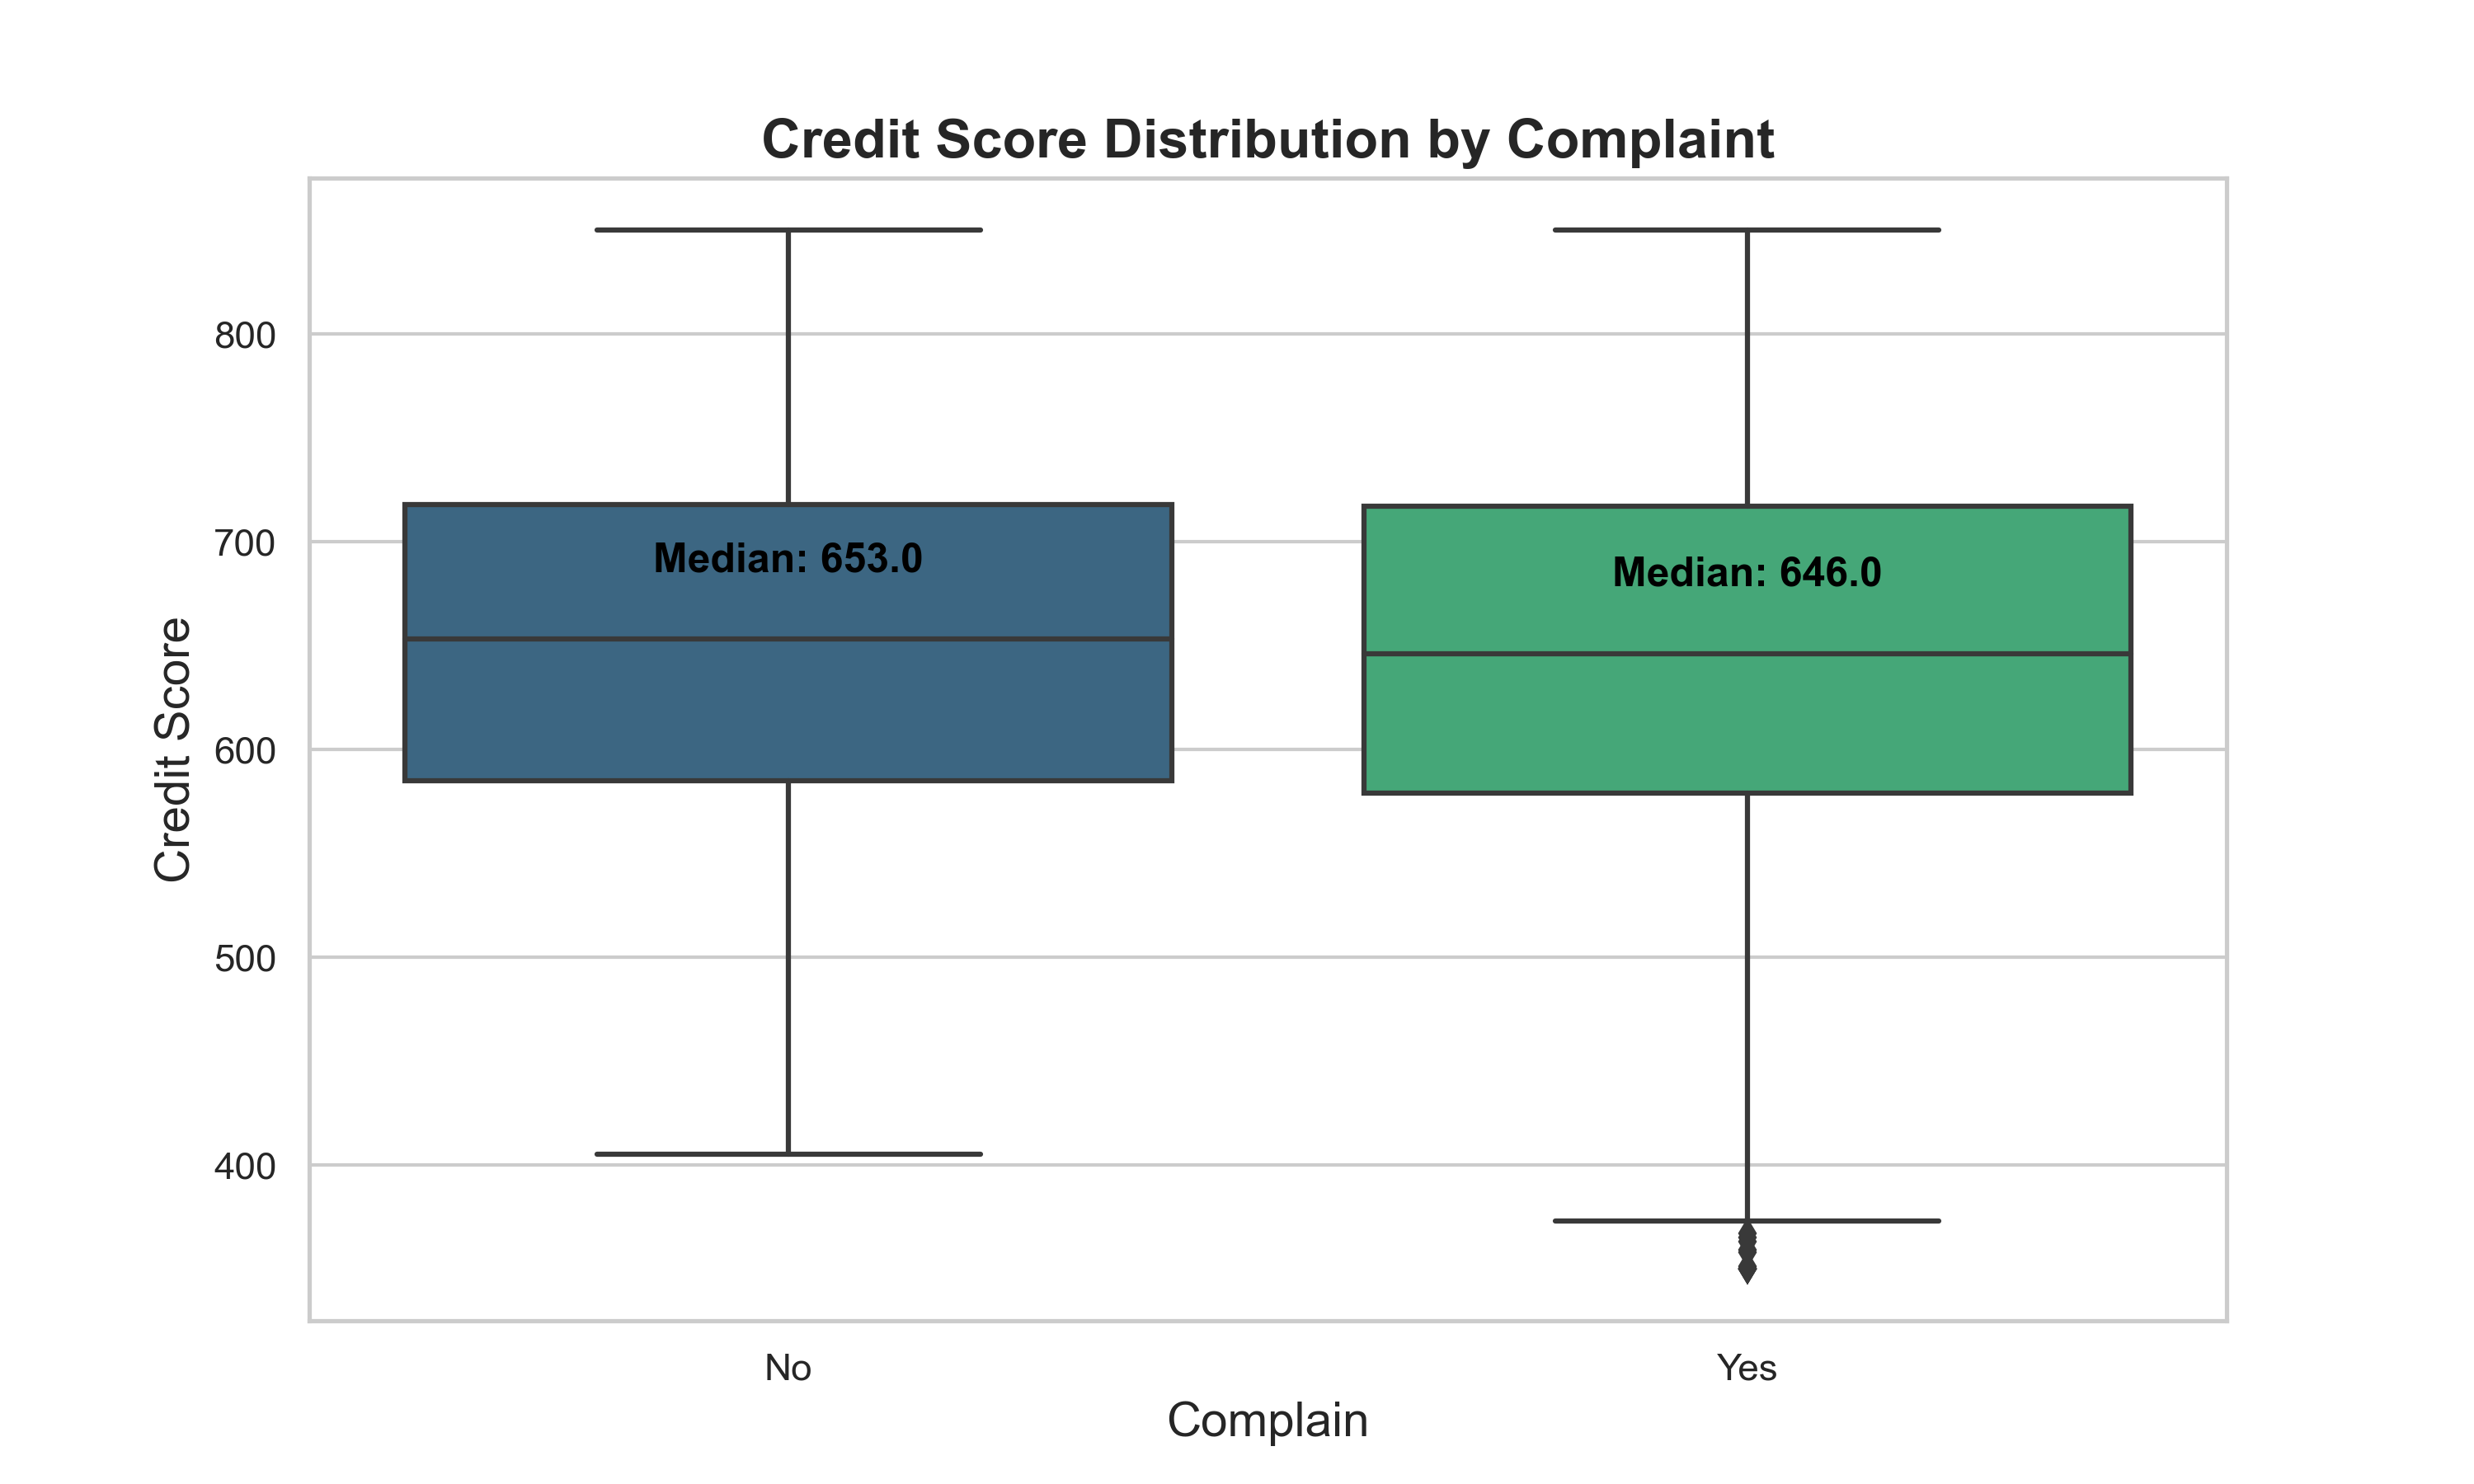 Credit Score Distribution by Complaint
Credit Score
800
700
600
500
400
Median: 653.0
Median: 646.0
No
Yes
Complain